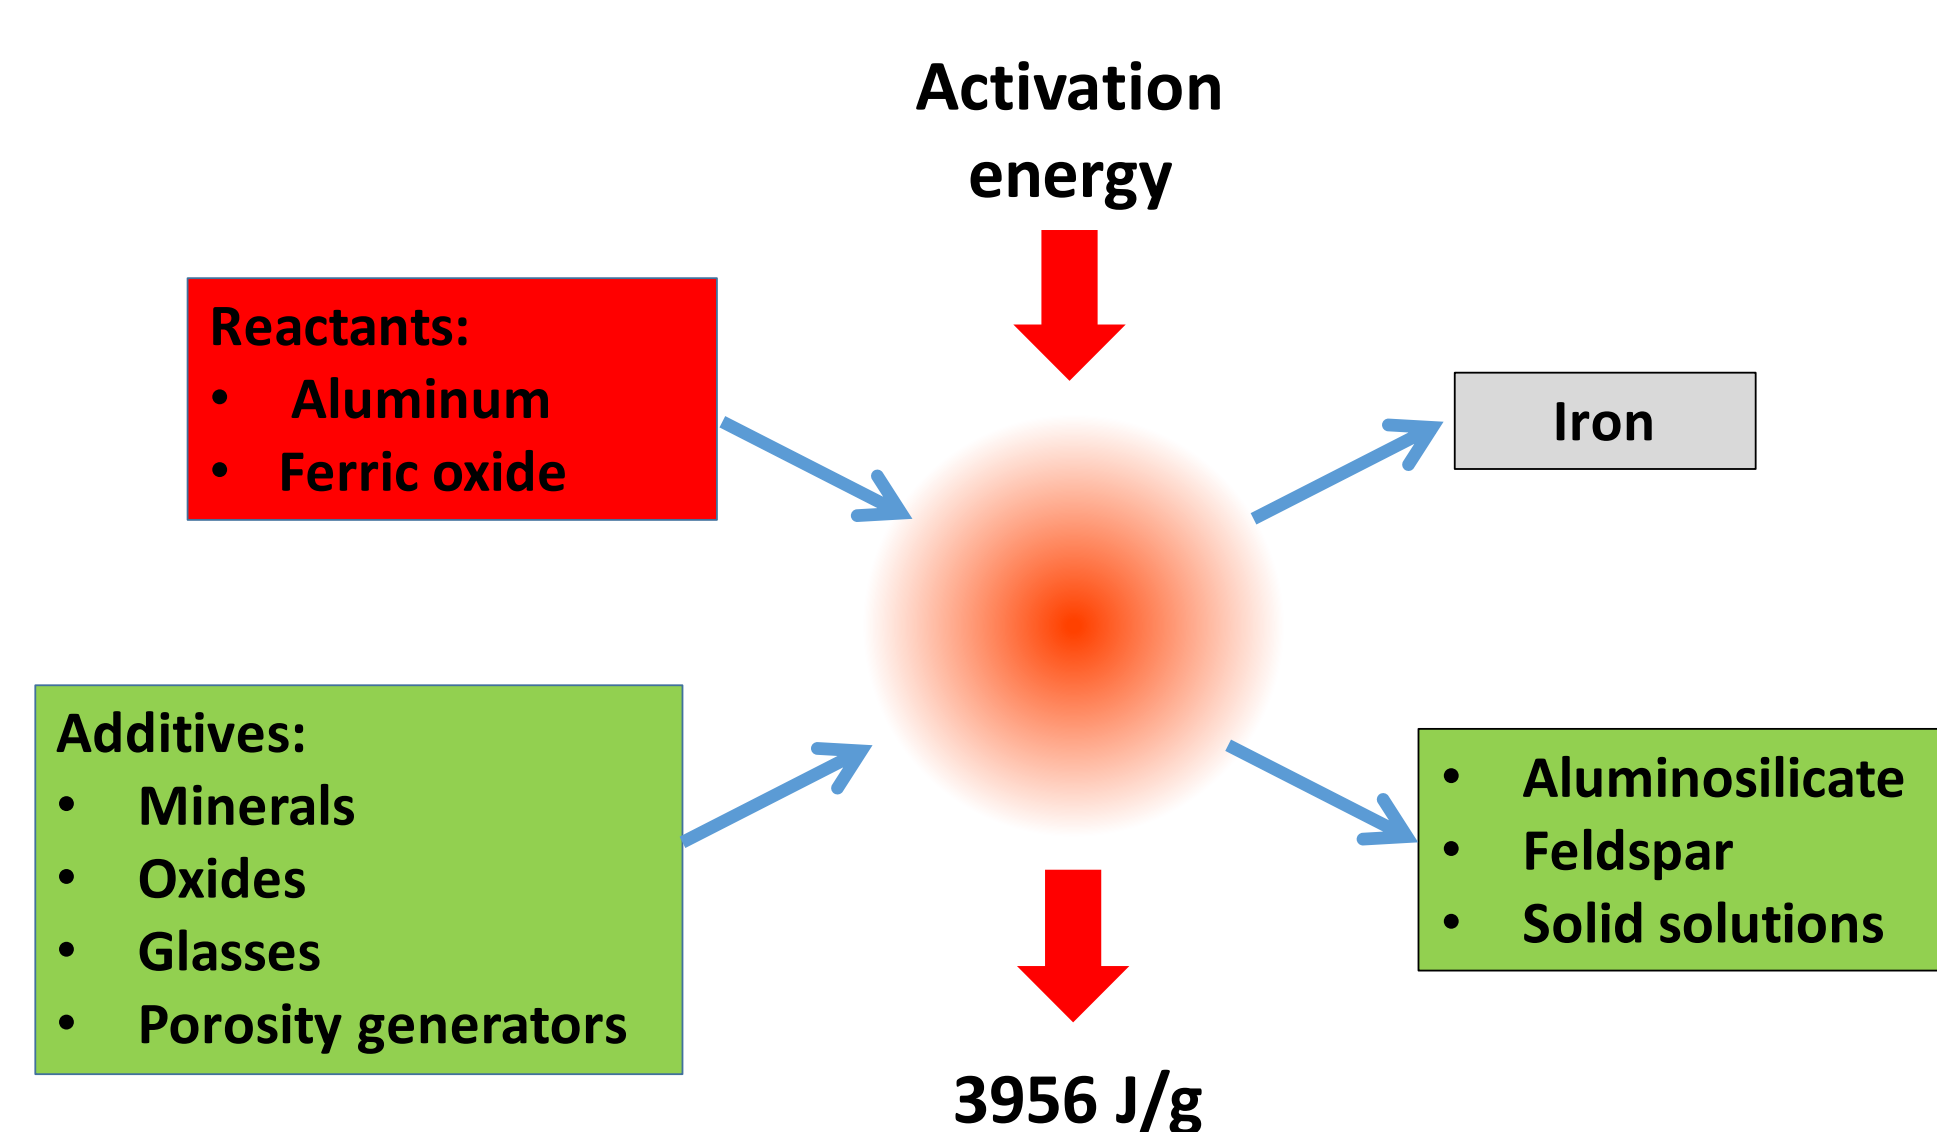 Activation
energy
Reactants:
• Aluminum
• Ferric oxide
Iron
Additives:
• Minerals
• Oxides
• Glasses
• Porosity generators
• Aluminosilicate
• Feldspar
• Solid solutions
3956 J/g